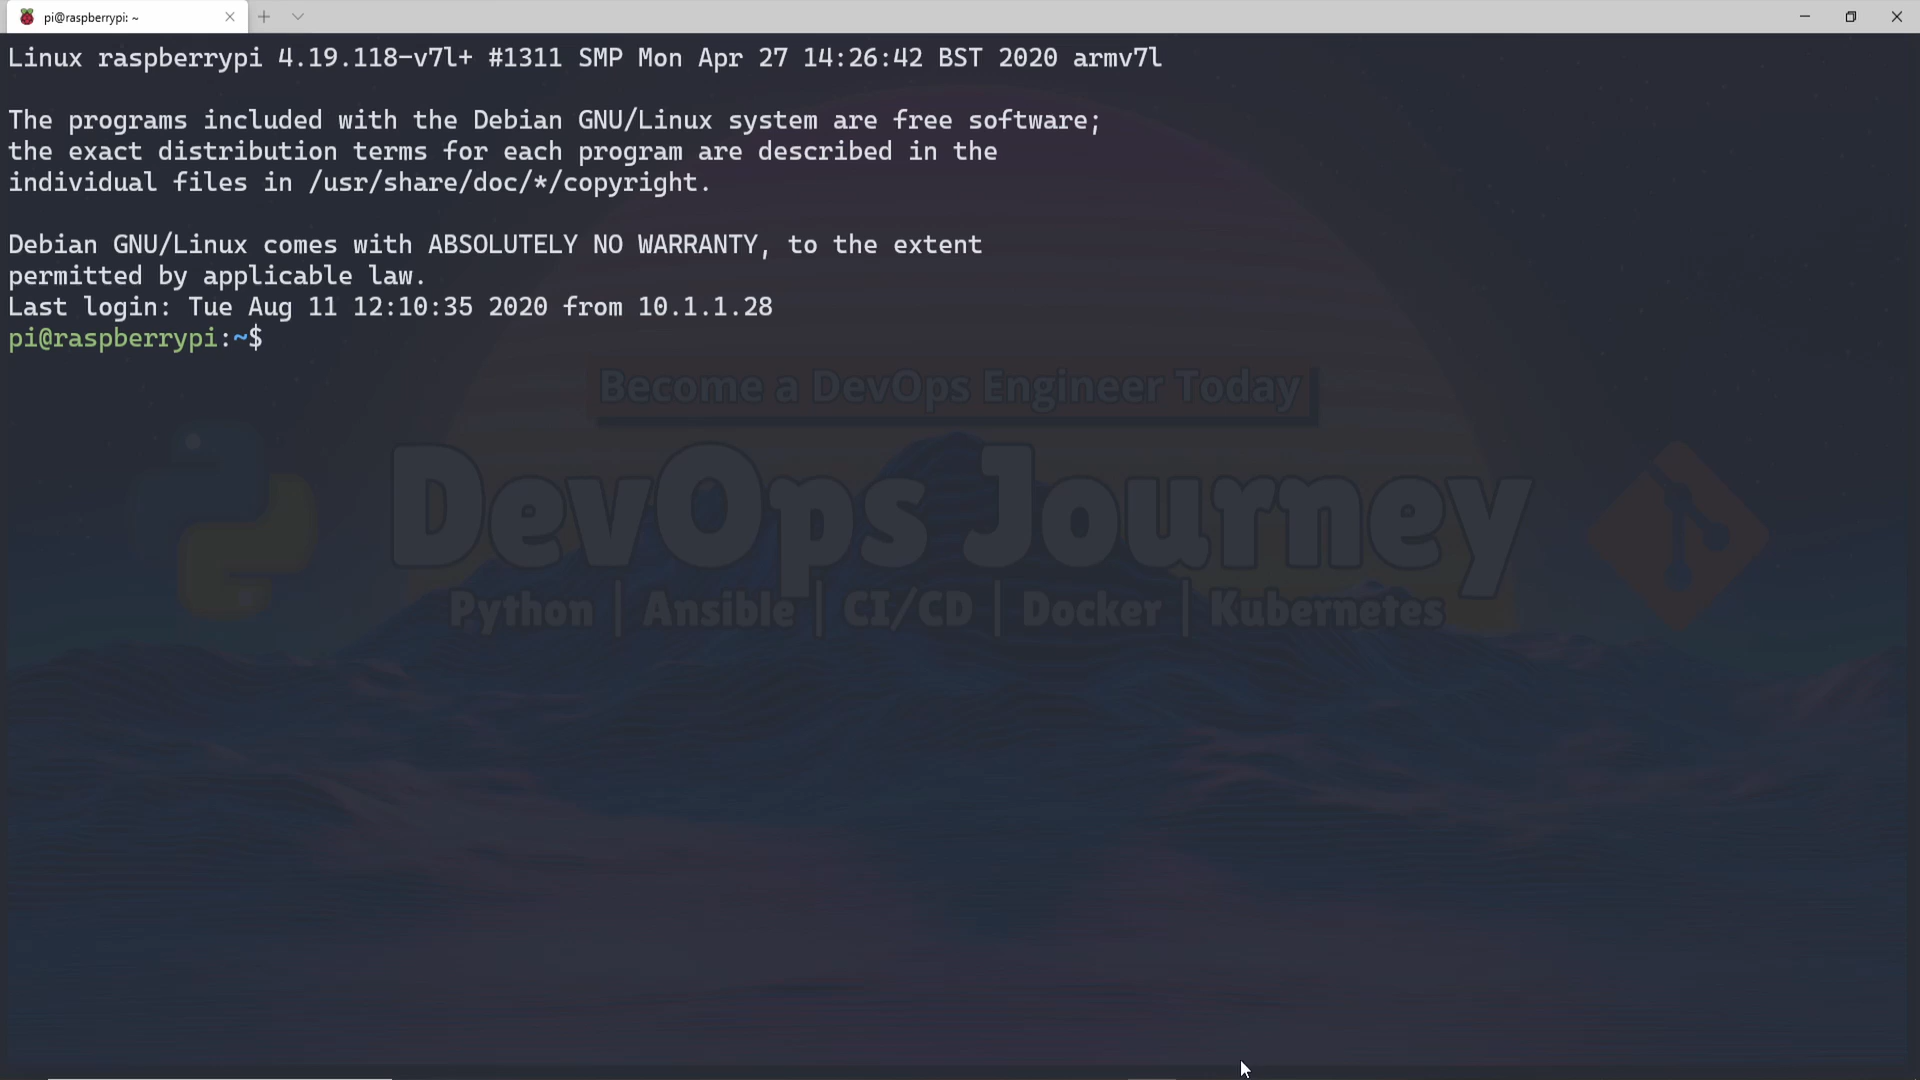 pi@raspberrypi: ~
Linux raspberrypi 4.19.118-v7l+ #1311 SMP Mon Apr 27 14:26:42 BST 2020 armv7l
The programs included with the Debian GNU/Linux system are free software;
the exact distribution terms for each program are described in the
individual files in /usr/share/doc/*/copyright.
Debian GNU/Linux comes with ABSOLUTELY NO WARRANTY, to the extent
permitted by applicable law.
Last login: Tue Aug 11 12:10:35 2020 from 10.1.1.28
pi@raspberrypi:~$
Become a DevOps Engineer Today
DevOps Journey
Python | Ansible | CI/CD | Docker | Kubernetes